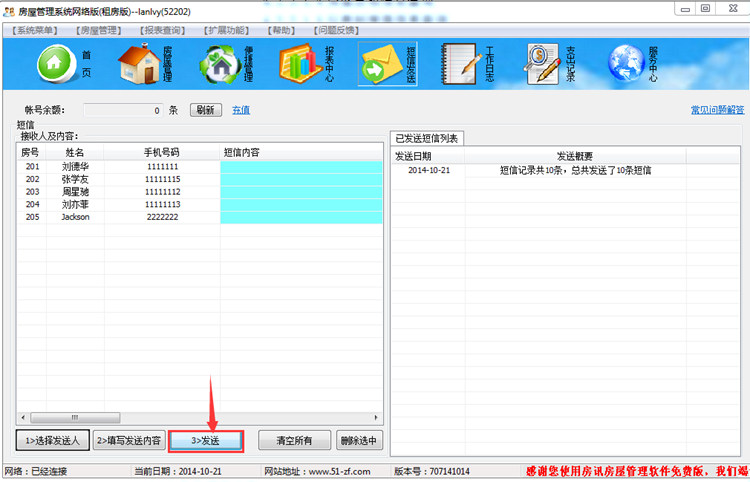 房屋管理系统网络版(租房版)--lanlvy(52202)
【系统菜单】 【房屋管理】 【报表查询】 【扩展功能】 【帮助】 【问题反馈】
首页 房屋管理 便捷管理 报表中心 短信发送 工作日志 支出记录 服务中心
帐号余额： 0 条 刷新 充值 常见问题解答
短信
接收人及内容： 已发送短信列表
房号 姓名 手机号码 短信内容 发送日期 发送概要
201 刘德华 1111111 2014-10-21 短信记录共10条，总共发送了10条短信
202 张学友 11111115
203 周星驰 11111112
204 刘亦菲 11111113
205 Jackson 2222222
1>选择发送人 2>填写发送内容 3>发送 清空所有 删除选中
网络：已经连接 当前日期：2014-10-21 网站地址：www.51-zf.com 版本号：707141014 感谢您使用房讯房屋管理软件免费版，我们端